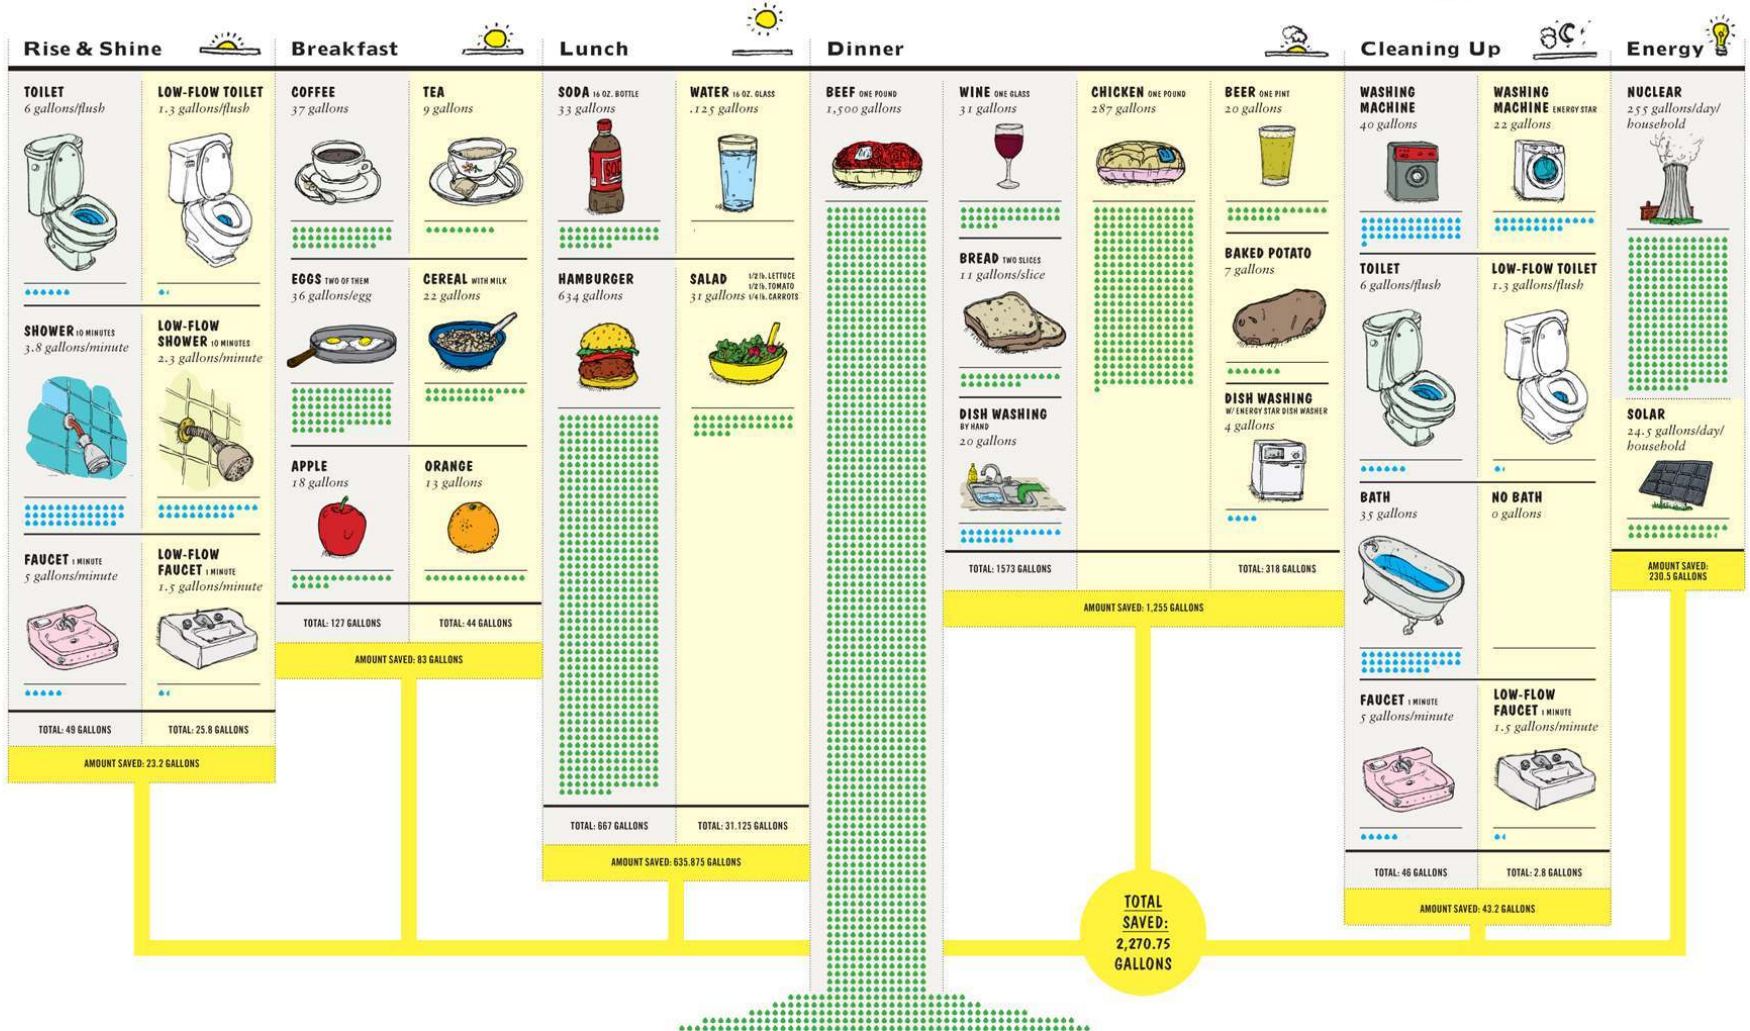 Rise & Shine
TOILET
6 gallons/flush
LOW-FLOW TOILET
1.3 gallons/flush
SHOWER 10 MINUTES
3.8 gallons/minute
LOW-FLOW
SHOWER 10 MINUTES
2.3 gallons/minute
FAUCET 1 MINUTE
5 gallons/minute
LOW-FLOW
FAUCET 1 MINUTE
1.5 gallons/minute
TOTAL: 49 GALLONS
TOTAL: 25.8 GALLONS
AMOUNT SAVED: 23.2 GALLONS
Breakfast
COFFEE
37 gallons
TEA
9 gallons
EGGS TWO OF THEM
36 gallons/egg
CEREAL WITH MILK
22 gallons
APPLE
18 gallons
ORANGE
13 gallons
TOTAL: 127 GALLONS
TOTAL: 44 GALLONS
AMOUNT SAVED: 83 GALLONS
Lunch
SODA 16 OZ. BOTTLE
33 gallons
WATER 16 OZ. GLASS
.125 gallons
HAMBURGER
634 gallons
SALAD
31 gallons
1/2 lb. LETTUCE
1/2 lb. TOMATO
1/4 lb. CARROTS
TOTAL: 667 GALLONS
TOTAL: 31.125 GALLONS
AMOUNT SAVED: 635.875 GALLONS
Dinner
BEEF ONE POUND
1,500 gallons
WINE ONE GLASS
31 gallons
BREAD TWO SLICES
11 gallons/slice
DISH WASHING
BY HAND
20 gallons
CHICKEN ONE POUND
287 gallons
BEER ONE PINT
20 gallons
BAKED POTATO
7 gallons
DISH WASHING
W/ ENERGY STAR DISH WASHER
4 gallons
TOTAL: 1573 GALLONS
TOTAL: 318 GALLONS
AMOUNT SAVED: 1,255 GALLONS
Cleaning Up
WASHING
MACHINE
40 gallons
WASHING
MACHINE ENERGY STAR
22 gallons
TOILET
6 gallons/flush
LOW-FLOW TOILET
1.3 gallons/flush
BATH
35 gallons
NO BATH
0 gallons
FAUCET 1 MINUTE
5 gallons/minute
LOW-FLOW
FAUCET 1 MINUTE
1.5 gallons/minute
TOTAL: 46 GALLONS
TOTAL: 2.8 GALLONS
AMOUNT SAVED: 43.2 GALLONS
Energy
NUCLEAR
255 gallons/day/
household
SOLAR
24.5 gallons/day/
household
AMOUNT SAVED:
230.5 GALLONS
TOTAL
SAVED:
2,270.75
GALLONS